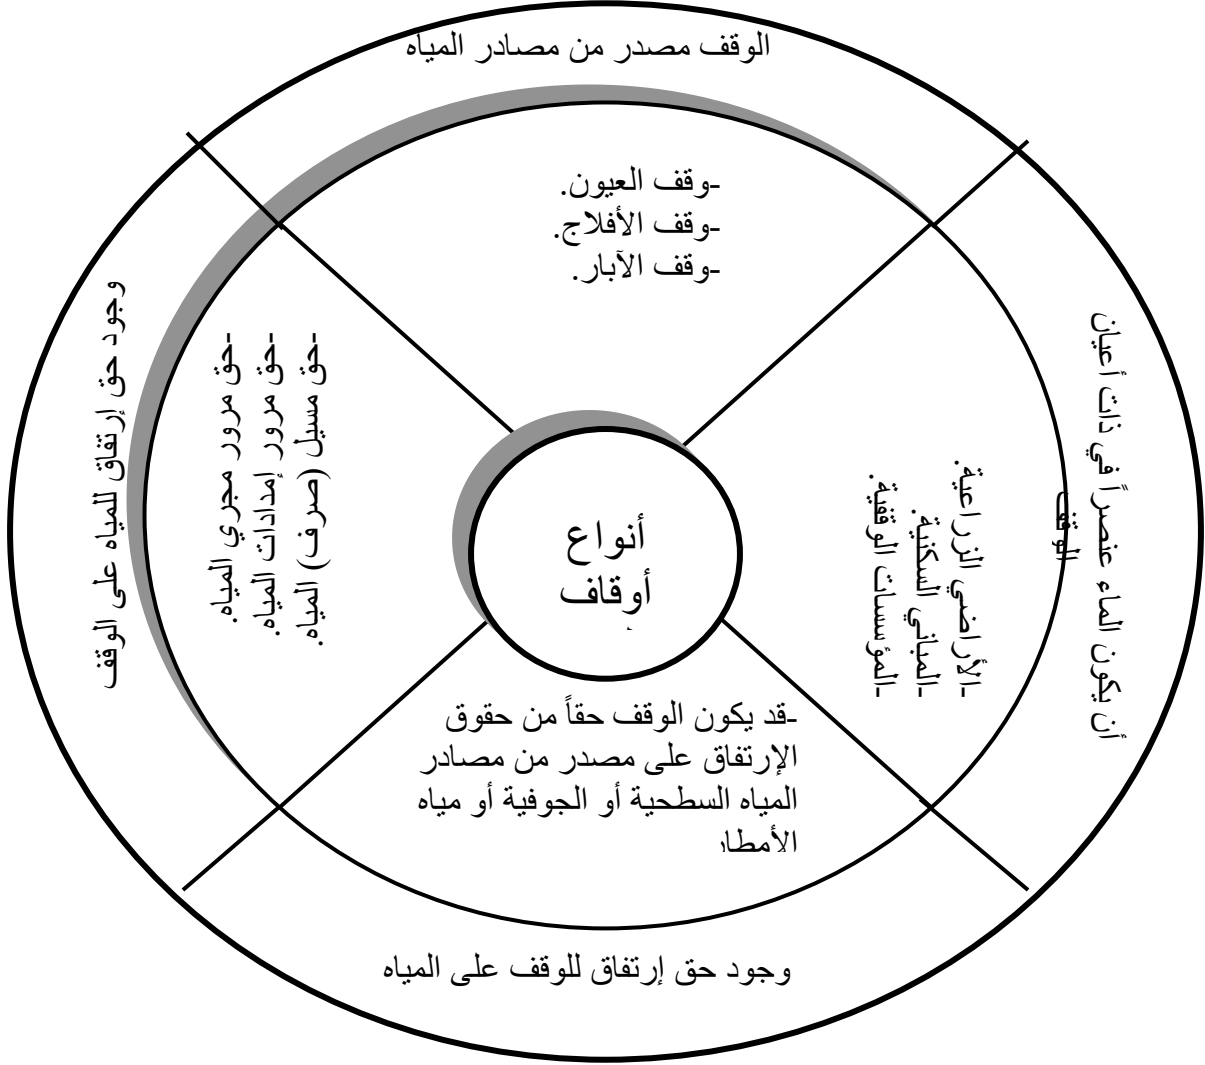 الوقف مصدر من مصادر المياه
-وقف العيون.
-وقف الأفلاج.
-وقف الآبار.
أن يكون الماء عنصراً في ذات أعيان
الوقف
-الأراضي الزراعية.
-المباني السكنية.
-المؤسسات الوقفية.
أنواع
أوقاف
-حق مسيل (صرف) المياه.
-حق مرور إمدادات المياه.
-حق مرور مجري المياه.
وجود حق إرتفاق للمياه على الوقف
-قد يكون الوقف حقاً من حقوق
الإرتفاق على مصدر من مصادر
المياه السطحية أو الجوفية أو مياه
الأمطار
وجود حق إرتفاق للوقف على المياه